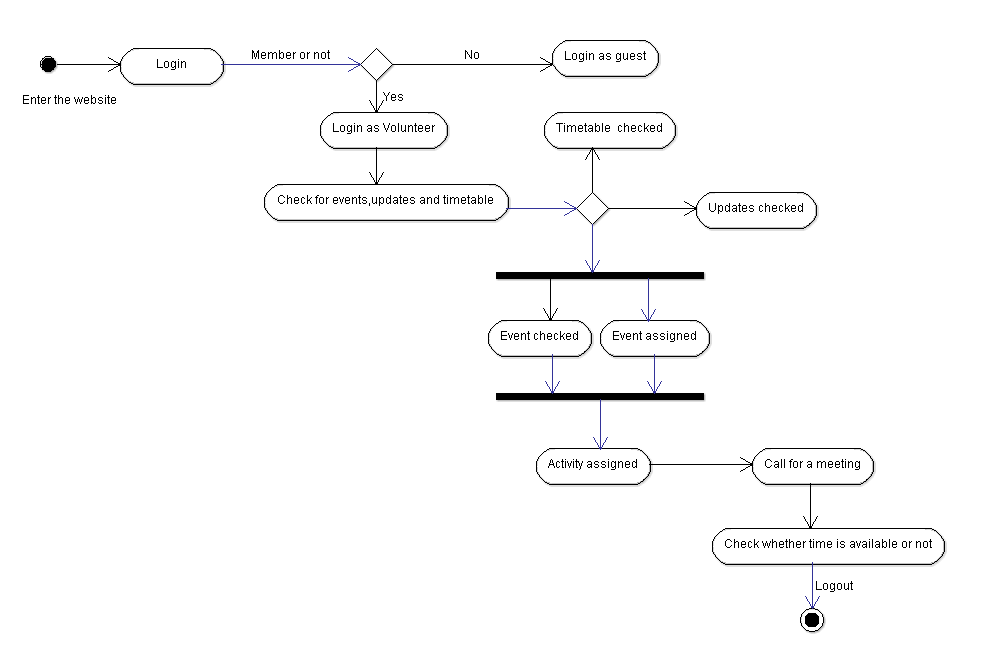 Member or not
No
Login as guest
Login
Enter the website
Yes
Login as Volunteer
Timetable  checked
Check for events,updates and timetable
Updates checked
Event checked
Event assigned
Activity assigned
Call for a meeting
Check whether time is available or not
Logout